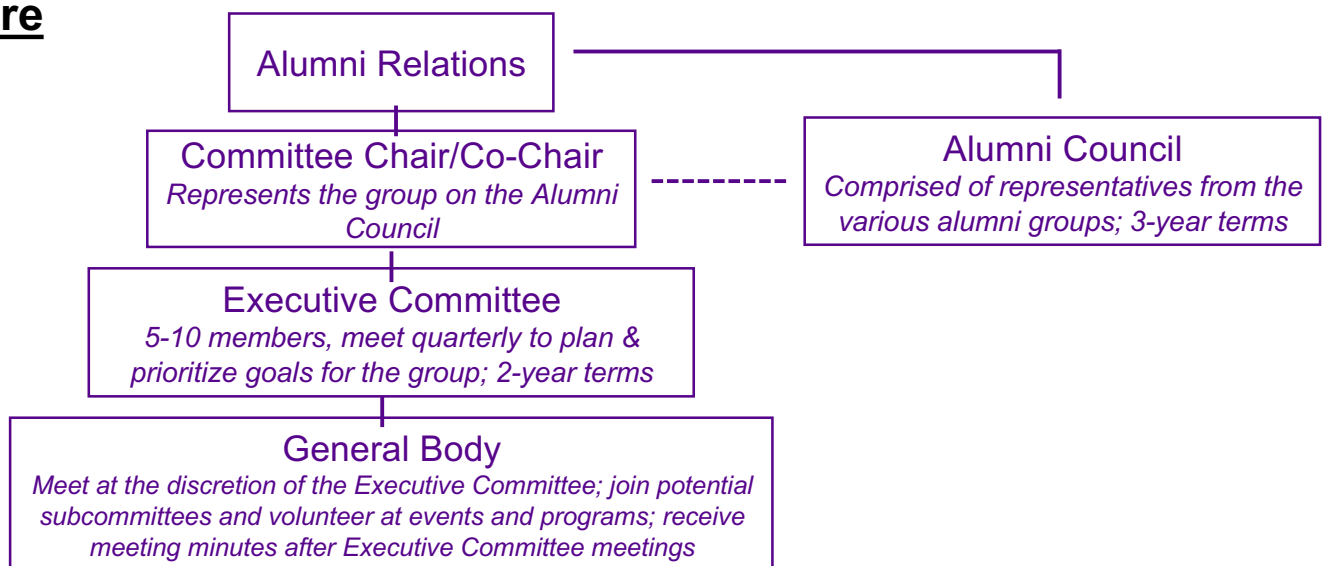 re
Alumni Relations
Committee Chair/Co-Chair
Represents the group on the Alumni
Council
Alumni Council
Comprised of representatives from the
various alumni groups; 3-year terms
Executive Committee
5-10 members, meet quarterly to plan &
prioritize goals for the group; 2-year terms
General Body
Meet at the discretion of the Executive Committee; join potential
subcommittees and volunteer at events and programs; receive
meeting minutes after Executive Committee meetings